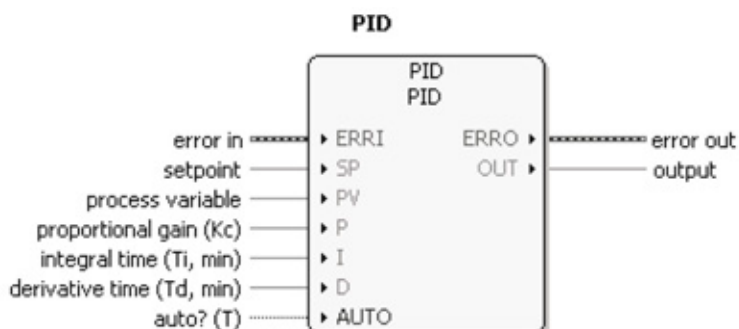 PID
PID
PID
error in ERRI ERRO error out
setpoint SP OUT output
process variable PV
proportional gain (Kc) P
integral time (Ti, min) I
derivative time (Td, min) D
auto? (T) AUTO